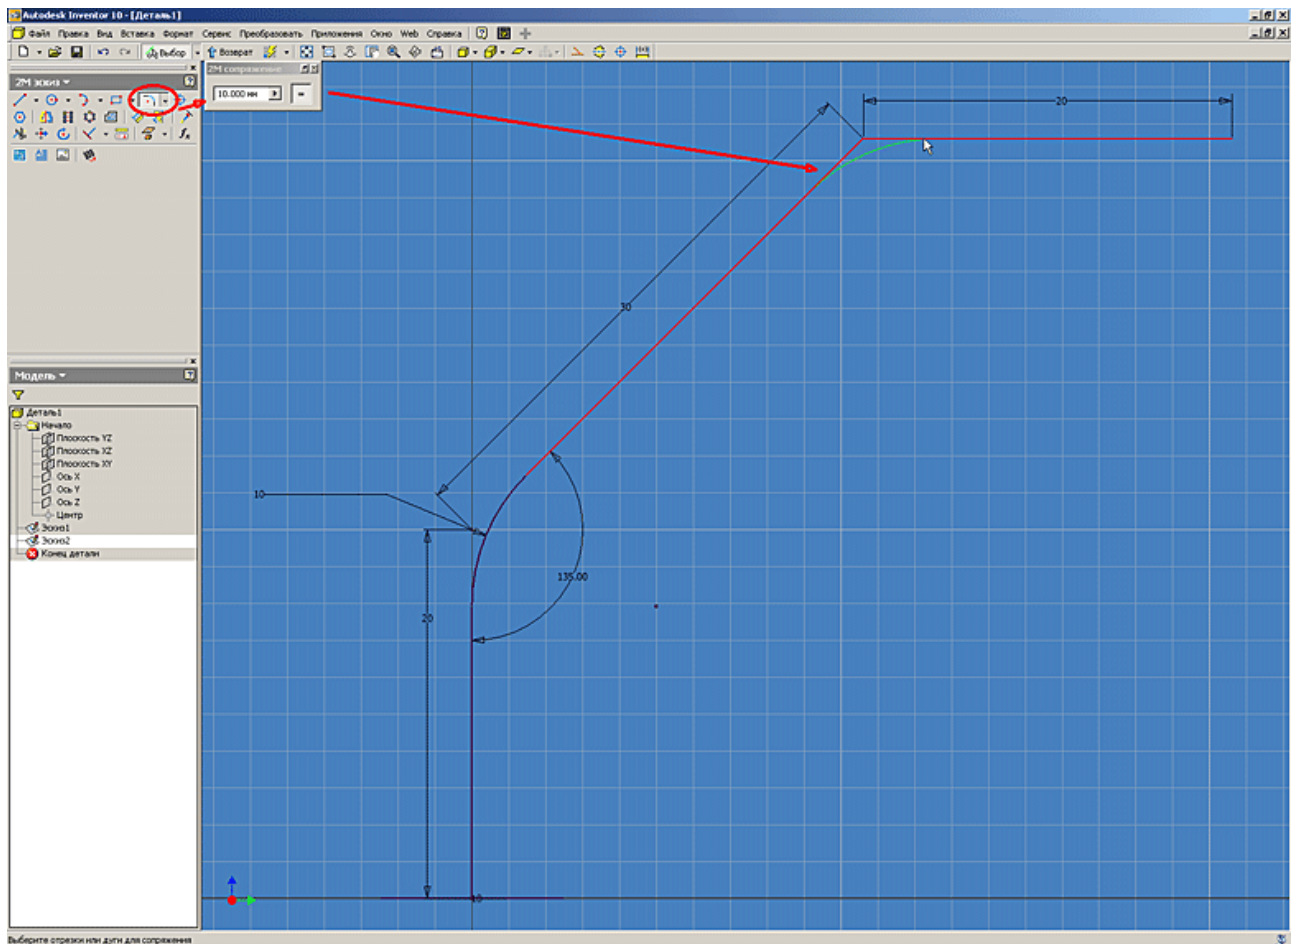 Autodesk Inventor 10 - [Деталь1]
Файл Правка Вид Вставка Формат Сервис Преобразовать Приложения Окно Web Справка
Выбор Возврат
2М эскиз
2М сопряжение
10.000 мм
Модель
Деталь1
Начало
Плоскость YZ
Плоскость XZ
Плоскость XY
Ось X
Ось Y
Ось Z
Центр
Эскиз1
Эскиз2
Конец детали
20
30
10
135.00
20
10
Выберите отрезки или дуги для сопряжения